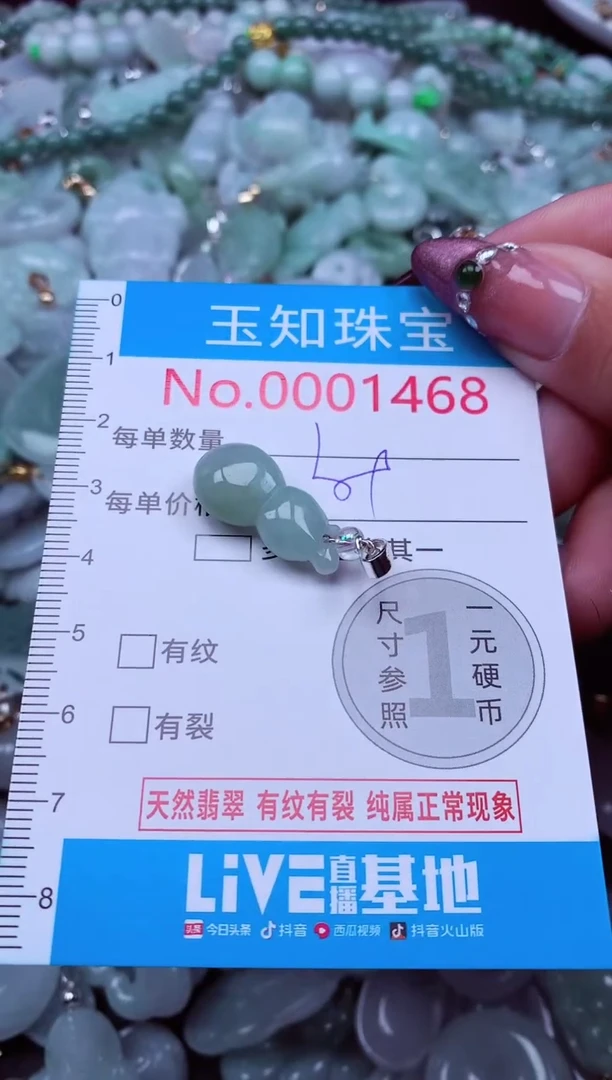 0
玉知珠宝
1
No.0001468
2
每单数量
3
每单价
其一
4
尺寸参照
1
一元硬币
5
有纹
6
有裂
7
天然翡翠 有纹有裂 纯属正常现象
8
LIVE直播基地
头条 今日头条 抖音 西瓜视频 抖音火山版